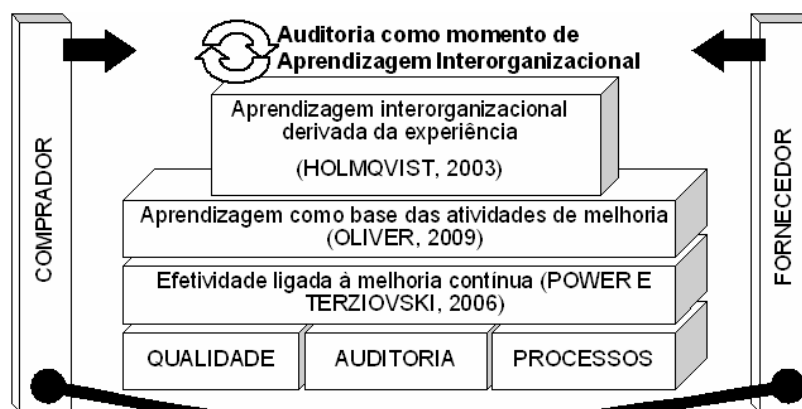 Auditoria como momento de
Aprendizagem Interorganizacional
COMPRADOR
Aprendizagem interorganizacional
derivada da experiência
(HOLMQVIST, 2003)
Aprendizagem como base das atividades de melhoria
(OLIVER, 2009)
Efetividade ligada à melhoria contínua (POWER E
TERZIOVSKI, 2006)
QUALIDADE
AUDITORIA
PROCESSOS
FORNECEDOR